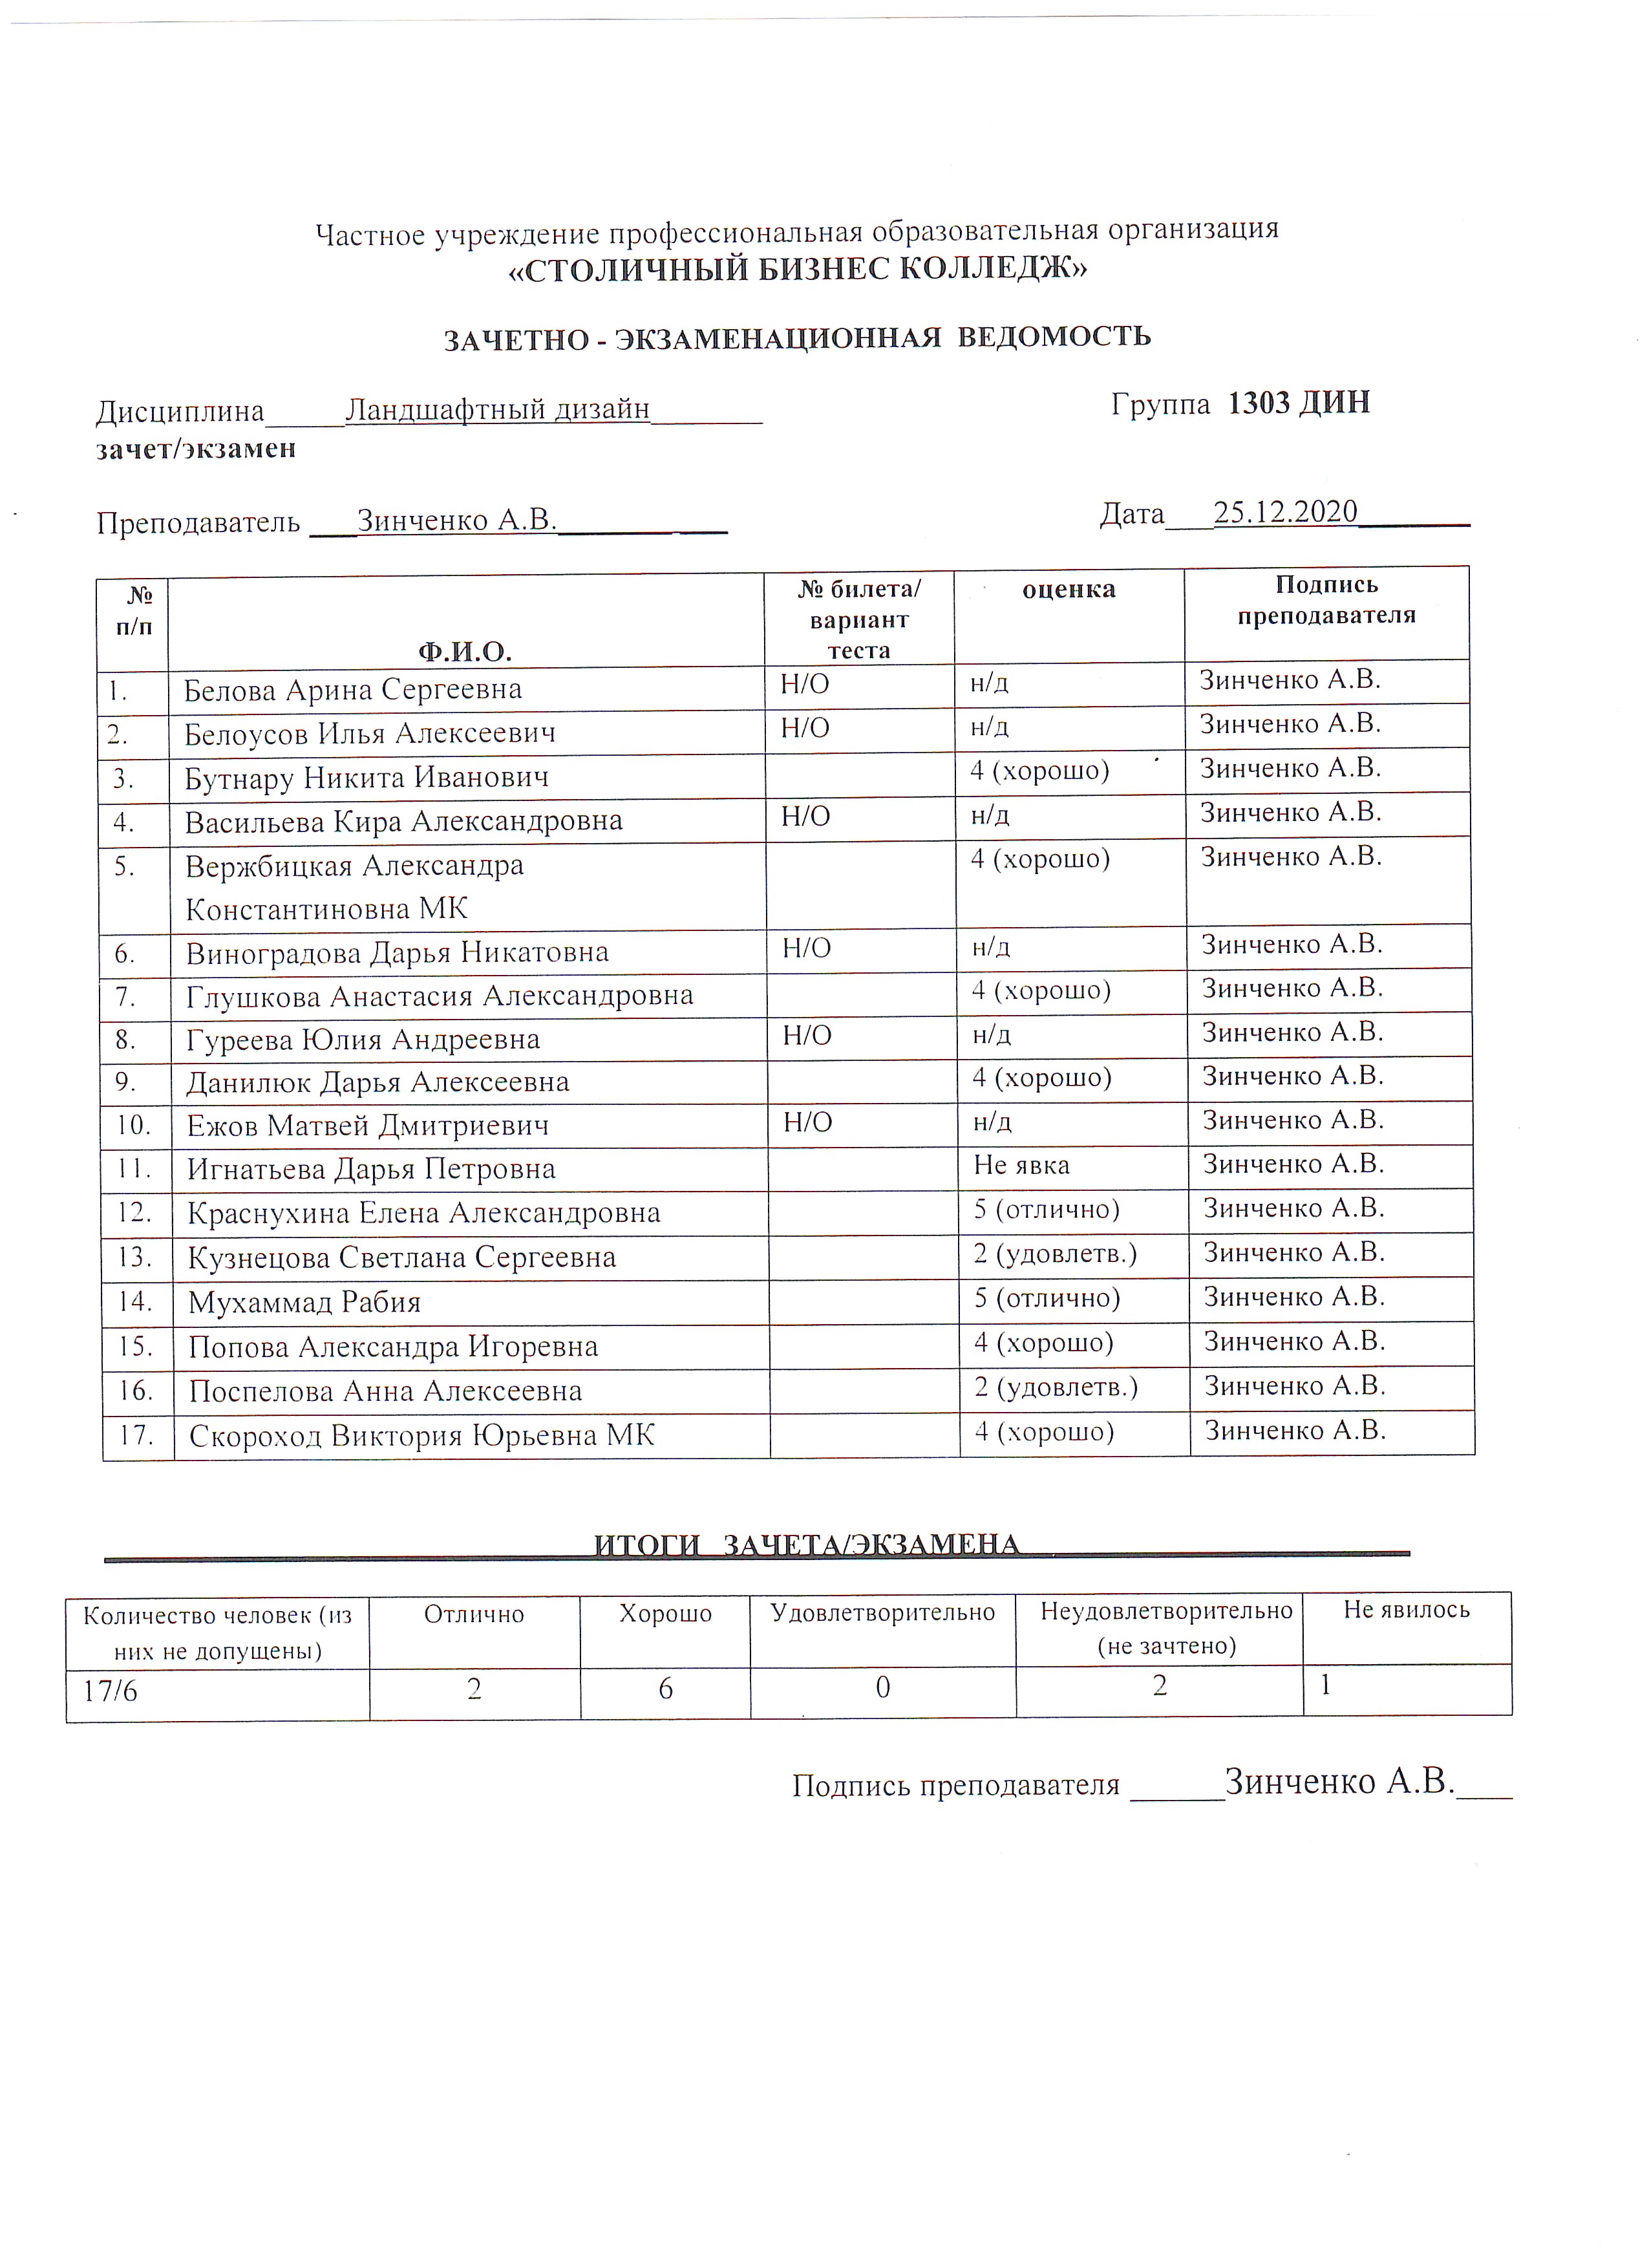 Частное учреждение профессиональная образовательная организация
«СТОЛИЧНЫЙ БИЗНЕС КОЛЛЕДЖ»
ЗАЧЕТНО - ЭКЗАМЕНАЦИОННАЯ ВЕДОМОСТЬ
Дисциплина_____Ландшафтный дизайн_______ Группа 1303 ДИН
зачет/экзамен
Преподаватель ___Зинченко А.В.___________ Дата___25.12.2020_______
№ п/п Ф.И.О. № билета/ вариант теста оценка Подпись преподавателя
1. Белова Арина Сергеевна Н/О н/д Зинченко А.В.
2. Белоусов Илья Алексеевич Н/О н/д Зинченко А.В.
3. Бутнару Никита Иванович 4 (хорошо) Зинченко А.В.
4. Васильева Кира Александровна Н/О н/д Зинченко А.В.
5. Вержбицкая Александра 4 (хорошо) Зинченко А.В.
Константиновна МК
6. Виноградова Дарья Никатовна Н/О н/д Зинченко А.В.
7. Глушкова Анастасия Александровна 4 (хорошо) Зинченко А.В.
8. Гуреева Юлия Андреевна Н/О н/д Зинченко А.В.
9. Данилюк Дарья Алексеевна 4 (хорошо) Зинченко А.В.
10. Ежов Матвей Дмитриевич Н/О н/д Зинченко А.В.
11. Игнатьева Дарья Петровна Не явка Зинченко А.В.
12. Краснухина Елена Александровна 5 (отлично) Зинченко А.В.
13. Кузнецова Светлана Сергеевна 2 (удовлетв.) Зинченко А.В.
14. Мухаммад Рабия 5 (отлично) Зинченко А.В.
15. Попова Александра Игоревна 4 (хорошо) Зинченко А.В.
16. Поспелова Анна Алексеевна 2 (удовлетв.) Зинченко А.В.
17. Скороход Виктория Юрьевна МК 4 (хорошо) Зинченко А.В.
ИТОГИ ЗАЧЕТА/ЭКЗАМЕНА
Количество человек (из Отлично Хорошо Удовлетворительно Неудовлетворительно Не явилось
них не допущены) (не зачтено)
17/6 2 6 0 2 1
Подпись преподавателя ______Зинченко А.В.___